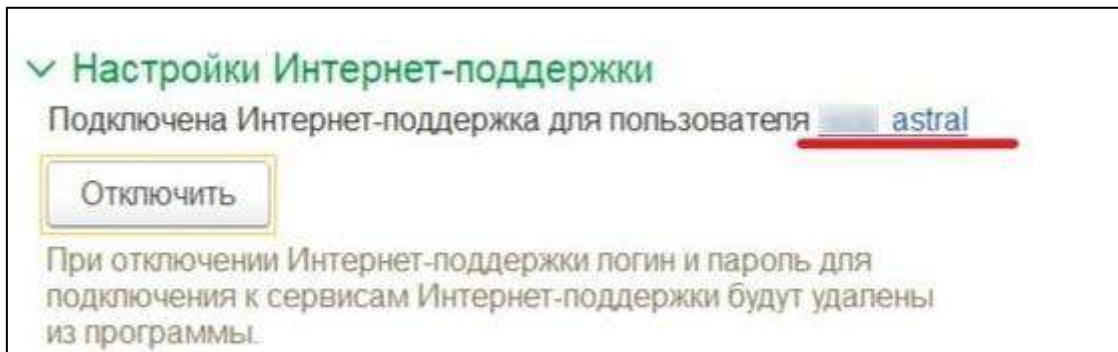 Настройки Интернет-поддержки
Подключена Интернет-поддержка для пользователя astral
Отключить
При отключении Интернет-поддержки логин и пароль для
подключения к сервисам Интернет-поддержки будут удалены
из программы.